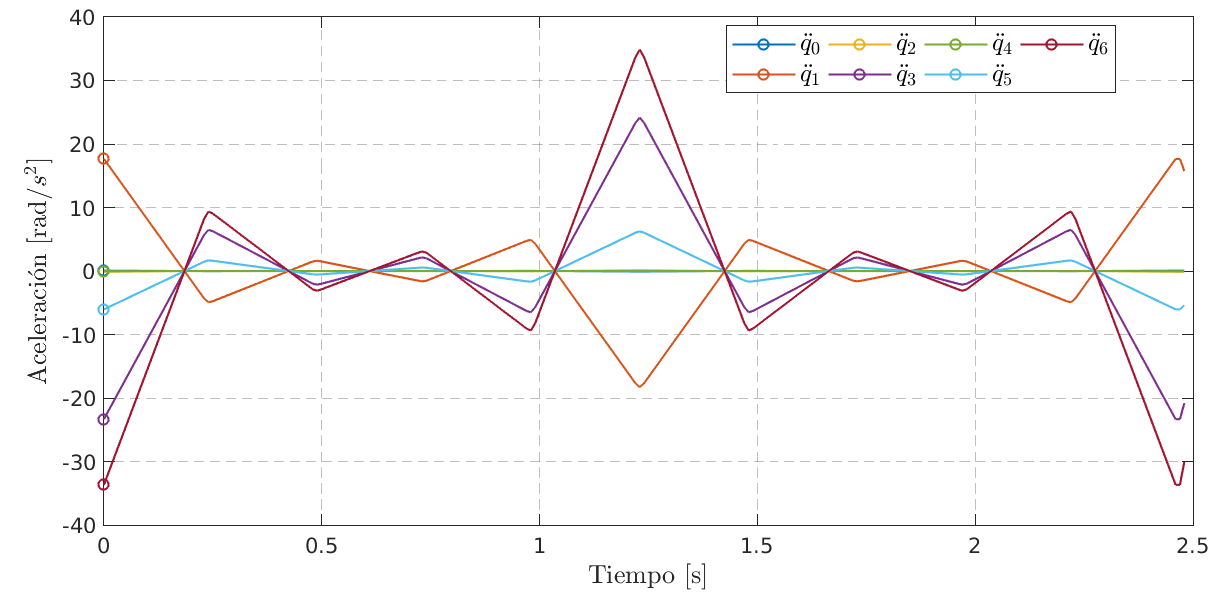 40
30
20
10
0
-10
-20
-30
-40
Aceleración [rad/s²]
q̈₀ q̈₂ q̈₄ q̈₆
q̈₁ q̈₃ q̈₅
0 0.5 1 1.5 2 2.5
Tiempo [s]